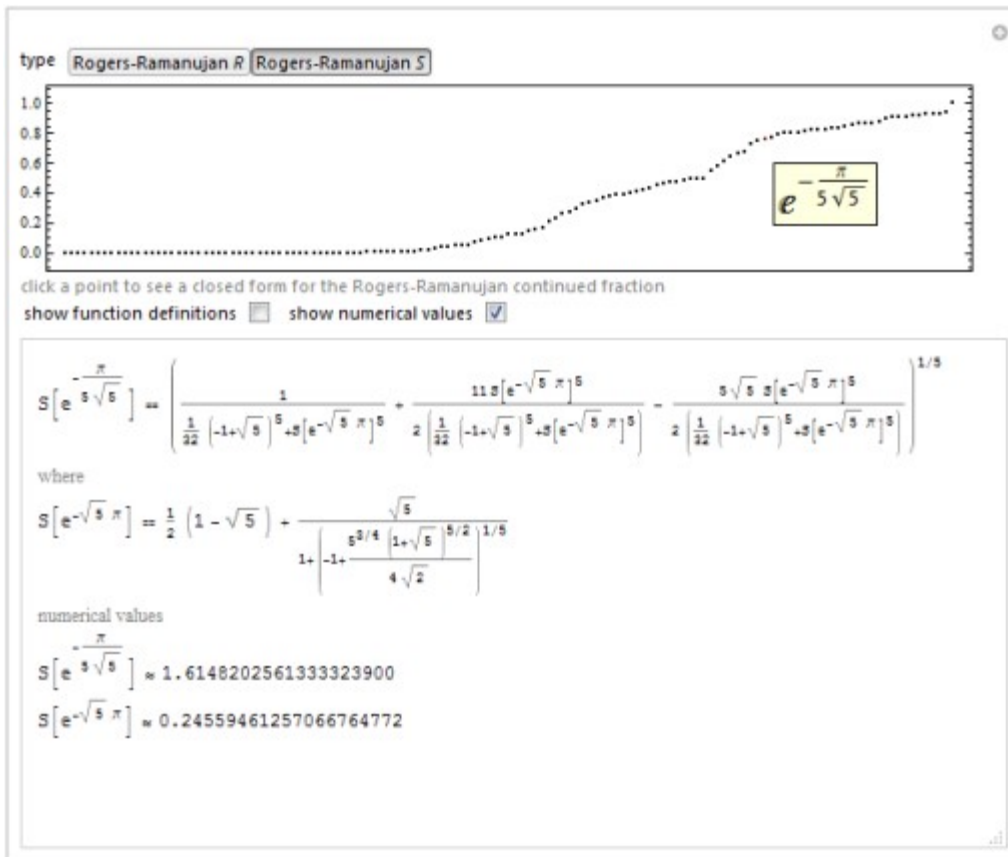 type Rogers-Ramanujan R Rogers-Ramanujan S
1.0
0.8
0.6
0.4
0.2
0.0
e^(-π/(5√5))
click a point to see a closed form for the Rogers-Ramanujan continued fraction
show function definitions show numerical values
S[e^(-π/(5√5))] == (1/((1/32)(-1+√5)^5+S[e^(-√5 π)]^5) + (11 S[e^(-√5 π)]^5)/(2((1/32)(-1+√5)^5+S[e^(-√5 π)]^5)) - (5√5 S[e^(-√5 π)]^5)/(2((1/32)(-1+√5)^5+S[e^(-√5 π)]^5)))^(1/5)
where
S[e^(-√5 π)] == 1/2 (1-√5) + √5/(1+(-1+(5^(3/4)(1+√5)^(5/2))/(4√2))^(1/5))
numerical values
S[e^(-π/(5√5))] ≈ 1.6148202561333323900
S[e^(-√5 π)] ≈ 0.24559461257066764772